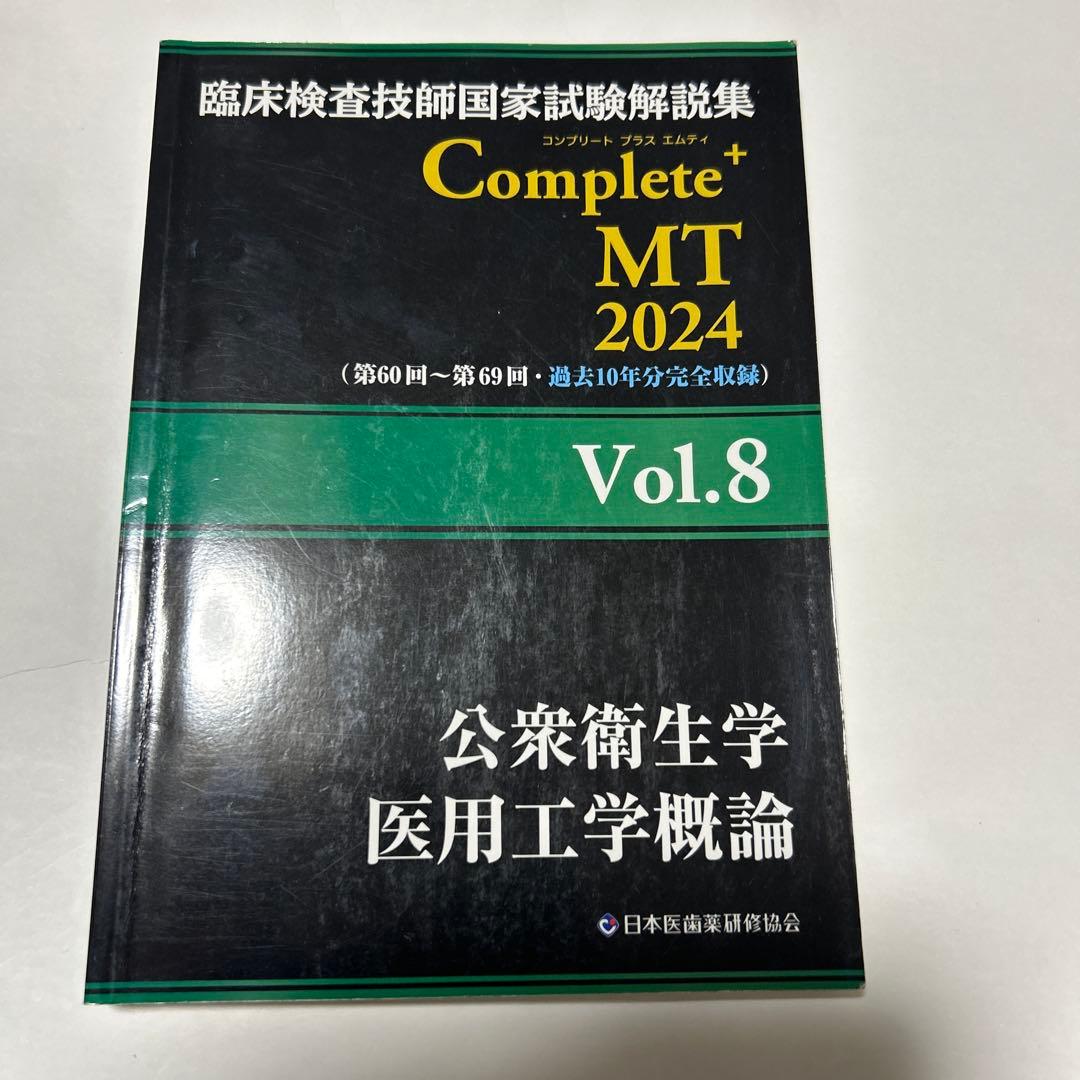 臨床検査技師国家試験解説集
コンプリート プラス エムティ
Complete+
MT
2024
（第60回～第69回・過去10年分完全収録）
Vol.8
公衆衛生学
医用工学概論
日本医歯薬研修協会